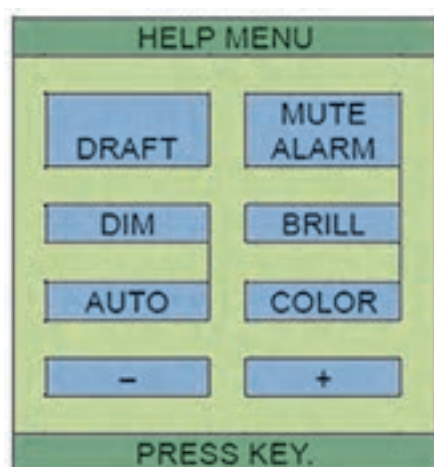 HELP MENU
DRAFT
MUTE
ALARM
DIM
BRILL
AUTO
COLOR
–
+
PRESS KEY.